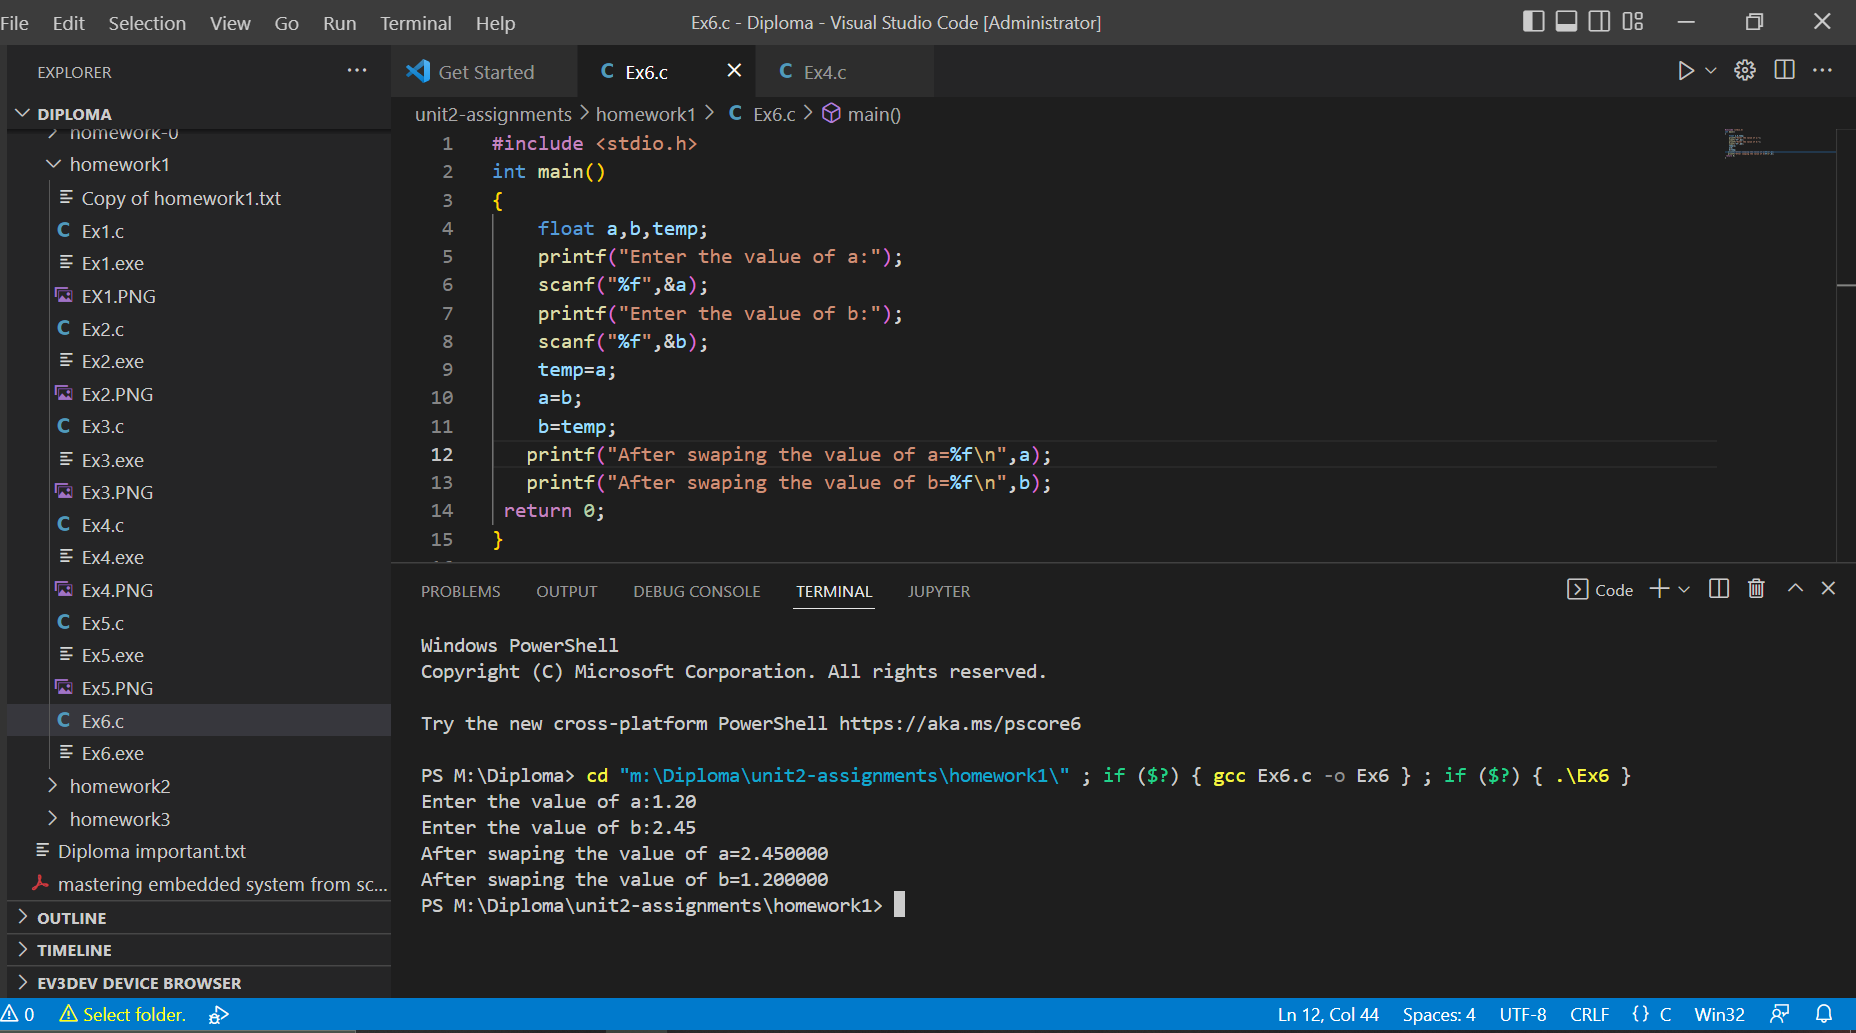 File Edit Selection View Go Run Terminal Help Ex6.c - Diploma - Visual Studio Code [Administrator]
EXPLORER
DIPLOMA
homework-0
homework1
Copy of homework1.txt
Ex1.c
Ex1.exe
EX1.PNG
Ex2.c
Ex2.exe
Ex2.PNG
Ex3.c
Ex3.exe
Ex3.PNG
Ex4.c
Ex4.exe
Ex4.PNG
Ex5.c
Ex5.exe
Ex5.PNG
Ex6.c
Ex6.exe
homework2
homework3
Diploma important.txt
mastering embedded system from sc...
OUTLINE
TIMELINE
EV3DEV DEVICE BROWSER
Get Started Ex6.c Ex4.c
unit2-assignments > homework1 > C Ex6.c > main()
1 #include <stdio.h>
2 int main()
3 {
4 float a,b,temp;
5 printf("Enter the value of a:");
6 scanf("%f",&a);
7 printf("Enter the value of b:");
8 scanf("%f",&b);
9 temp=a;
10 a=b;
11 b=temp;
12 printf("After swaping the value of a=%f\n",a);
13 printf("After swaping the value of b=%f\n",b);
14 return 0;
15 }
PROBLEMS OUTPUT DEBUG CONSOLE TERMINAL JUPYTER Code
Windows PowerShell
Copyright (C) Microsoft Corporation. All rights reserved.
Try the new cross-platform PowerShell https://aka.ms/pscore6
PS M:\Diploma> cd "m:\Diploma\unit2-assignments\homework1\" ; if ($?) { gcc Ex6.c -o Ex6 } ; if ($?) { .\Ex6 }
Enter the value of a:1.20
Enter the value of b:2.45
After swaping the value of a=2.450000
After swaping the value of b=1.200000
PS M:\Diploma\unit2-assignments\homework1>
0 Select folder. Ln 12, Col 44 Spaces: 4 UTF-8 CRLF {} C Win32